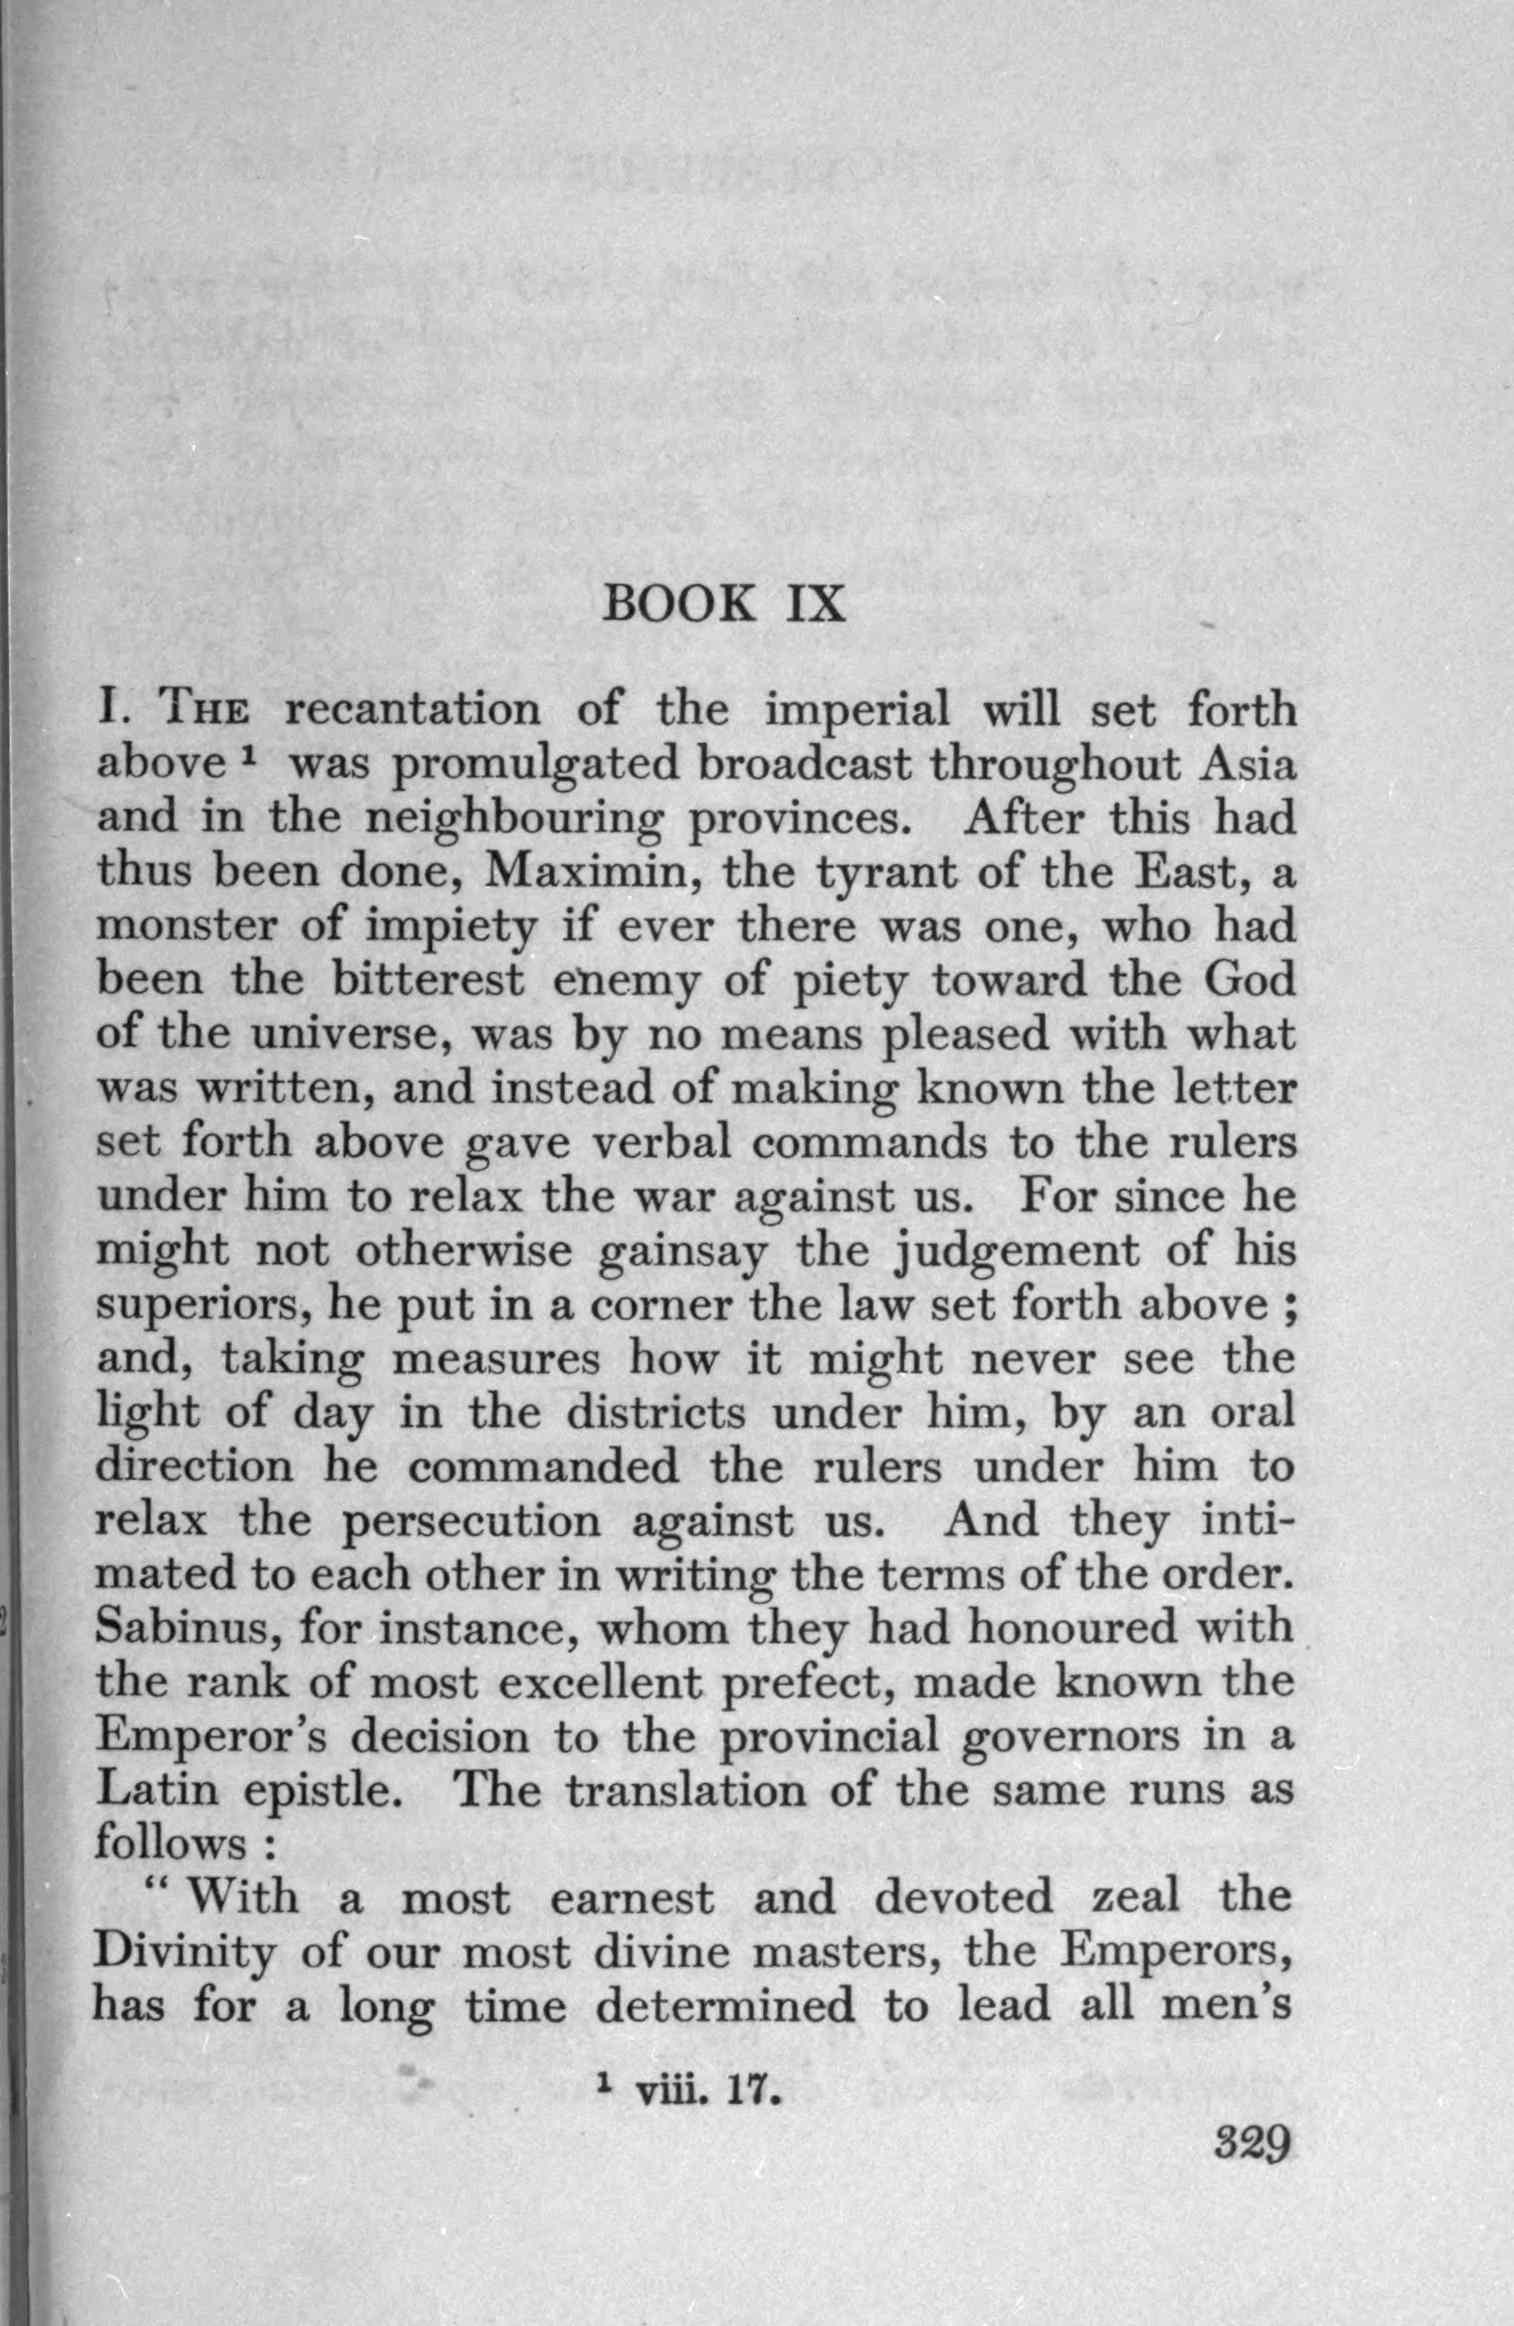 BOOK IX
I. THE recantation of the imperial will set forth
above ¹ was promulgated broadcast throughout Asia
and in the neighbouring provinces. After this had
thus been done, Maximin, the tyrant of the East, a
monster of impiety if ever there was one, who had
been the bitterest enemy of piety toward the God
of the universe, was by no means pleased with what
was written, and instead of making known the letter
set forth above gave verbal commands to the rulers
under him to relax the war against us. For since he
might not otherwise gainsay the judgement of his
superiors, he put in a corner the law set forth above ;
and, taking measures how it might never see the
light of day in the districts under him, by an oral
direction he commanded the rulers under him to
relax the persecution against us. And they inti-
mated to each other in writing the terms of the order.
Sabinus, for instance, whom they had honoured with
the rank of most excellent prefect, made known the
Emperor's decision to the provincial governors in a
Latin epistle. The translation of the same runs as
follows :
“ With a most earnest and devoted zeal the
Divinity of our most divine masters, the Emperors,
has for a long time determined to lead all men's
¹ viii. 17.
329